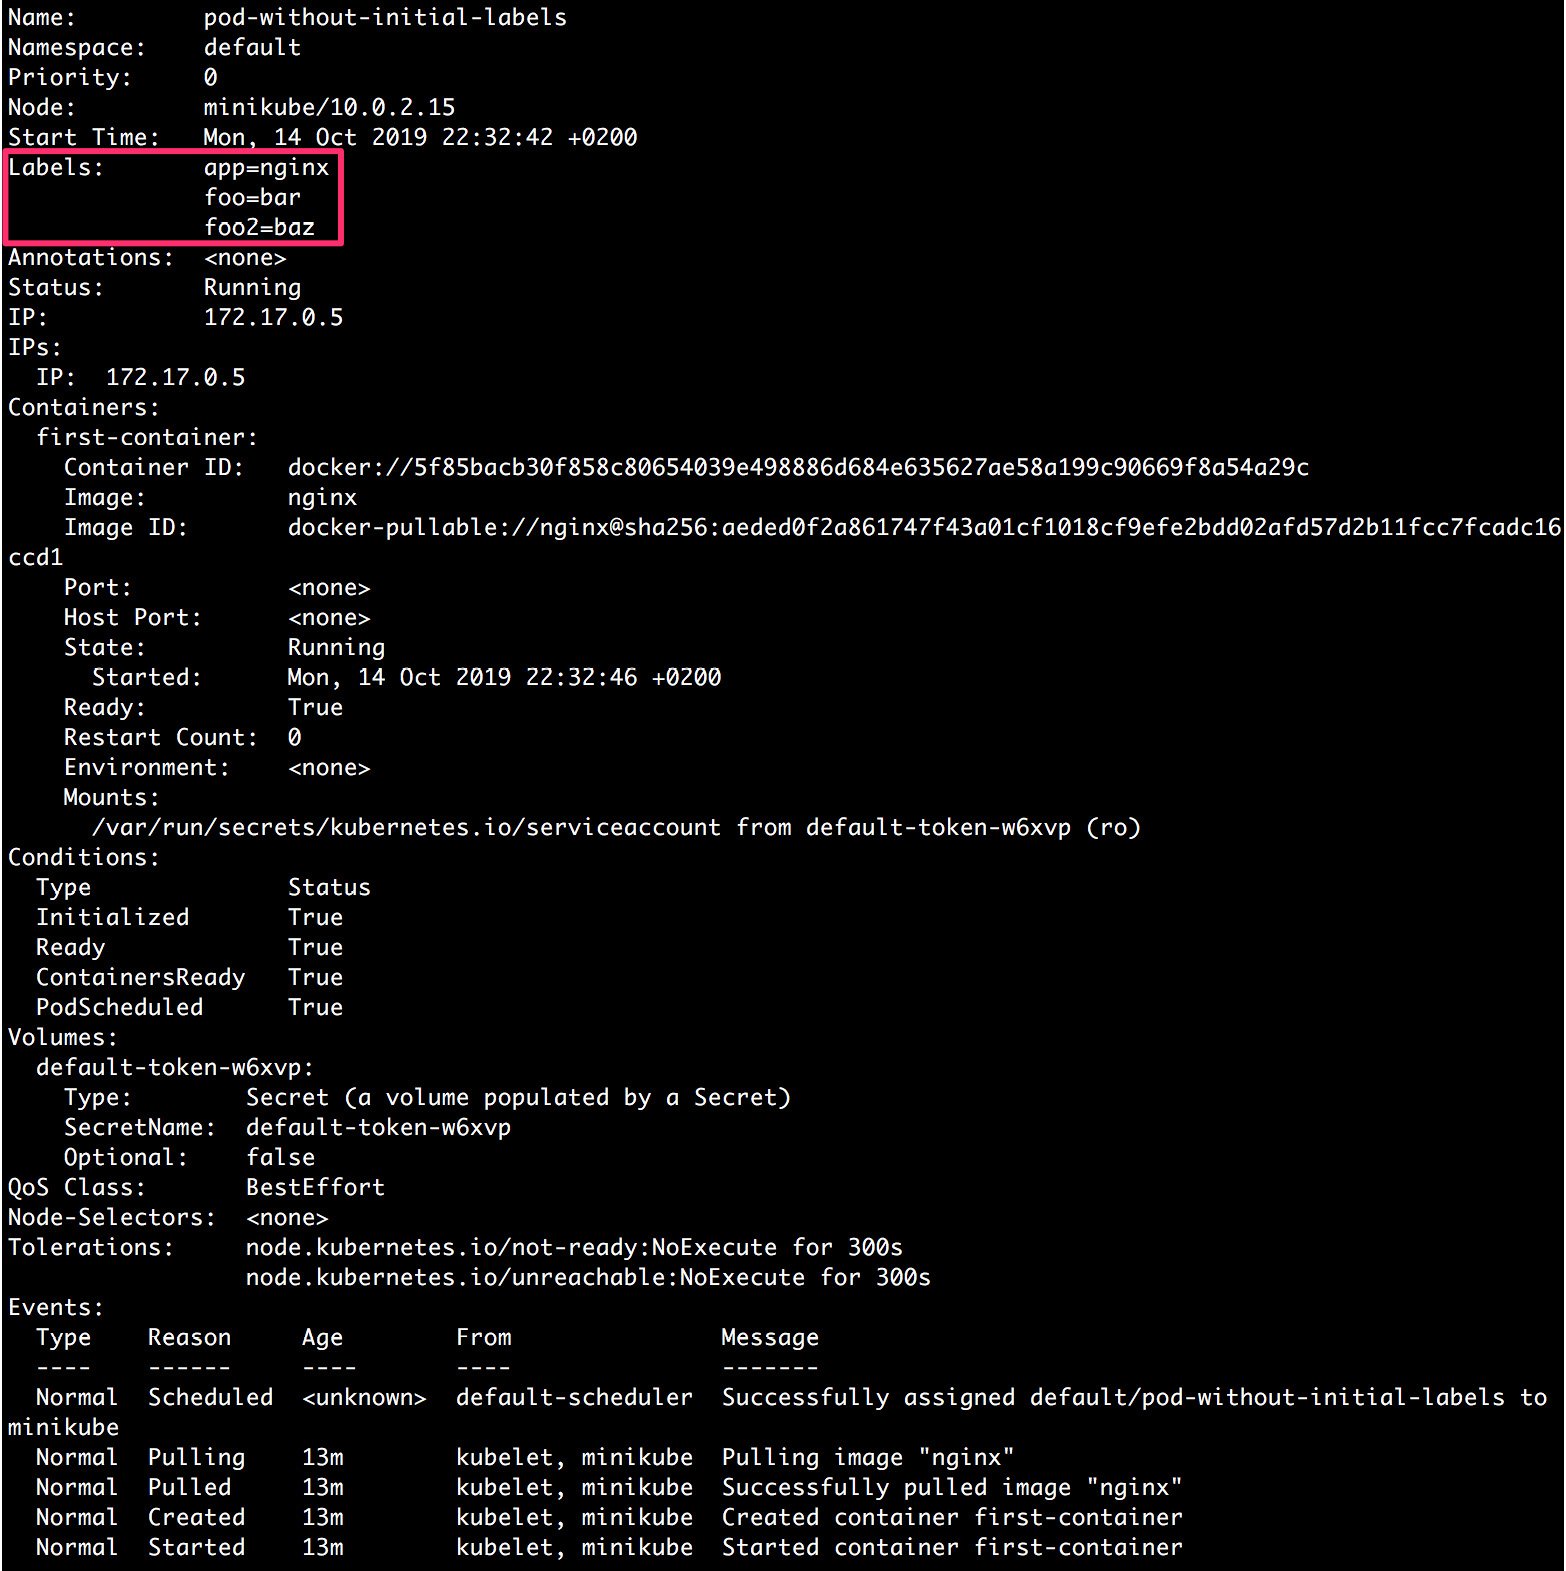 Name:         pod-without-initial-labels
Namespace:    default
Priority:     0
Node:         minikube/10.0.2.15
Start Time:   Mon, 14 Oct 2019 22:32:42 +0200
Labels:       app=nginx
              foo=bar
              foo2=baz
Annotations:  <none>
Status:       Running
IP:           172.17.0.5
IPs:
  IP:  172.17.0.5
Containers:
  first-container:
    Container ID:   docker://5f85bacb30f858c80654039e498886d684e635627ae58a199c90669f8a54a29c
    Image:          nginx
    Image ID:       docker-pullable://nginx@sha256:aeded0f2a861747f43a01cf1018cf9efe2bdd02afd57d2b11fcc7fcadc16
ccd1
    Port:           <none>
    Host Port:      <none>
    State:          Running
      Started:      Mon, 14 Oct 2019 22:32:46 +0200
    Ready:          True
    Restart Count:  0
    Environment:    <none>
    Mounts:
      /var/run/secrets/kubernetes.io/serviceaccount from default-token-w6xvp (ro)
Conditions:
  Type              Status
  Initialized       True
  Ready             True
  ContainersReady   True
  PodScheduled      True
Volumes:
  default-token-w6xvp:
    Type:        Secret (a volume populated by a Secret)
    SecretName:  default-token-w6xvp
    Optional:    false
QoS Class:       BestEffort
Node-Selectors:  <none>
Tolerations:     node.kubernetes.io/not-ready:NoExecute for 300s
                 node.kubernetes.io/unreachable:NoExecute for 300s
Events:
  Type    Reason     Age        From               Message
  ----    ------     ----       ----               -------
  Normal  Scheduled  <unknown>  default-scheduler  Successfully assigned default/pod-without-initial-labels to
minikube
  Normal  Pulling    13m        kubelet, minikube  Pulling image "nginx"
  Normal  Pulled     13m        kubelet, minikube  Successfully pulled image "nginx"
  Normal  Created    13m        kubelet, minikube  Created container first-container
  Normal  Started    13m        kubelet, minikube  Started container first-container